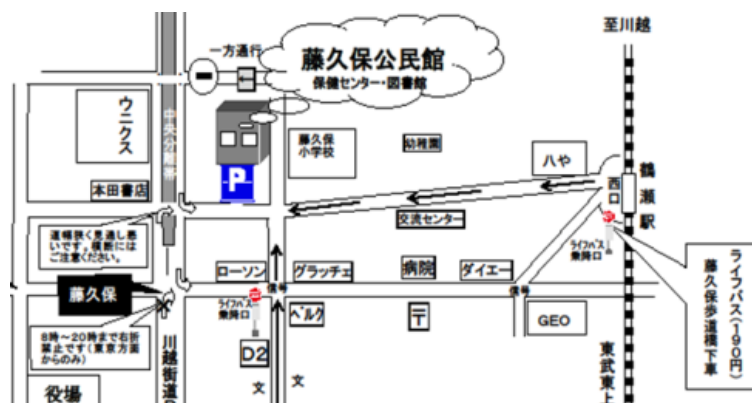 至川越
一方通行
藤久保公民館
保健センター・図書館
ウニクス
中央分離帯
藤久保
小学校
幼稚園
八や
鶴瀬駅
西口
本田書店
P
交流センター
道幅狭く見通し悪
いです。横断には
ご注意ください。
ライフバス
乗降口
ライフバス(190円)
藤久保歩道橋下車
ローソン
グラッチェ
病院
ダイエー
藤久保
信号
信号
ライフバス
乗降口
ベルク
〒
GEO
8時～20時まで右折
禁止です(東京方面
からのみ)
D2
川越街道
東武東上
文
文
役場